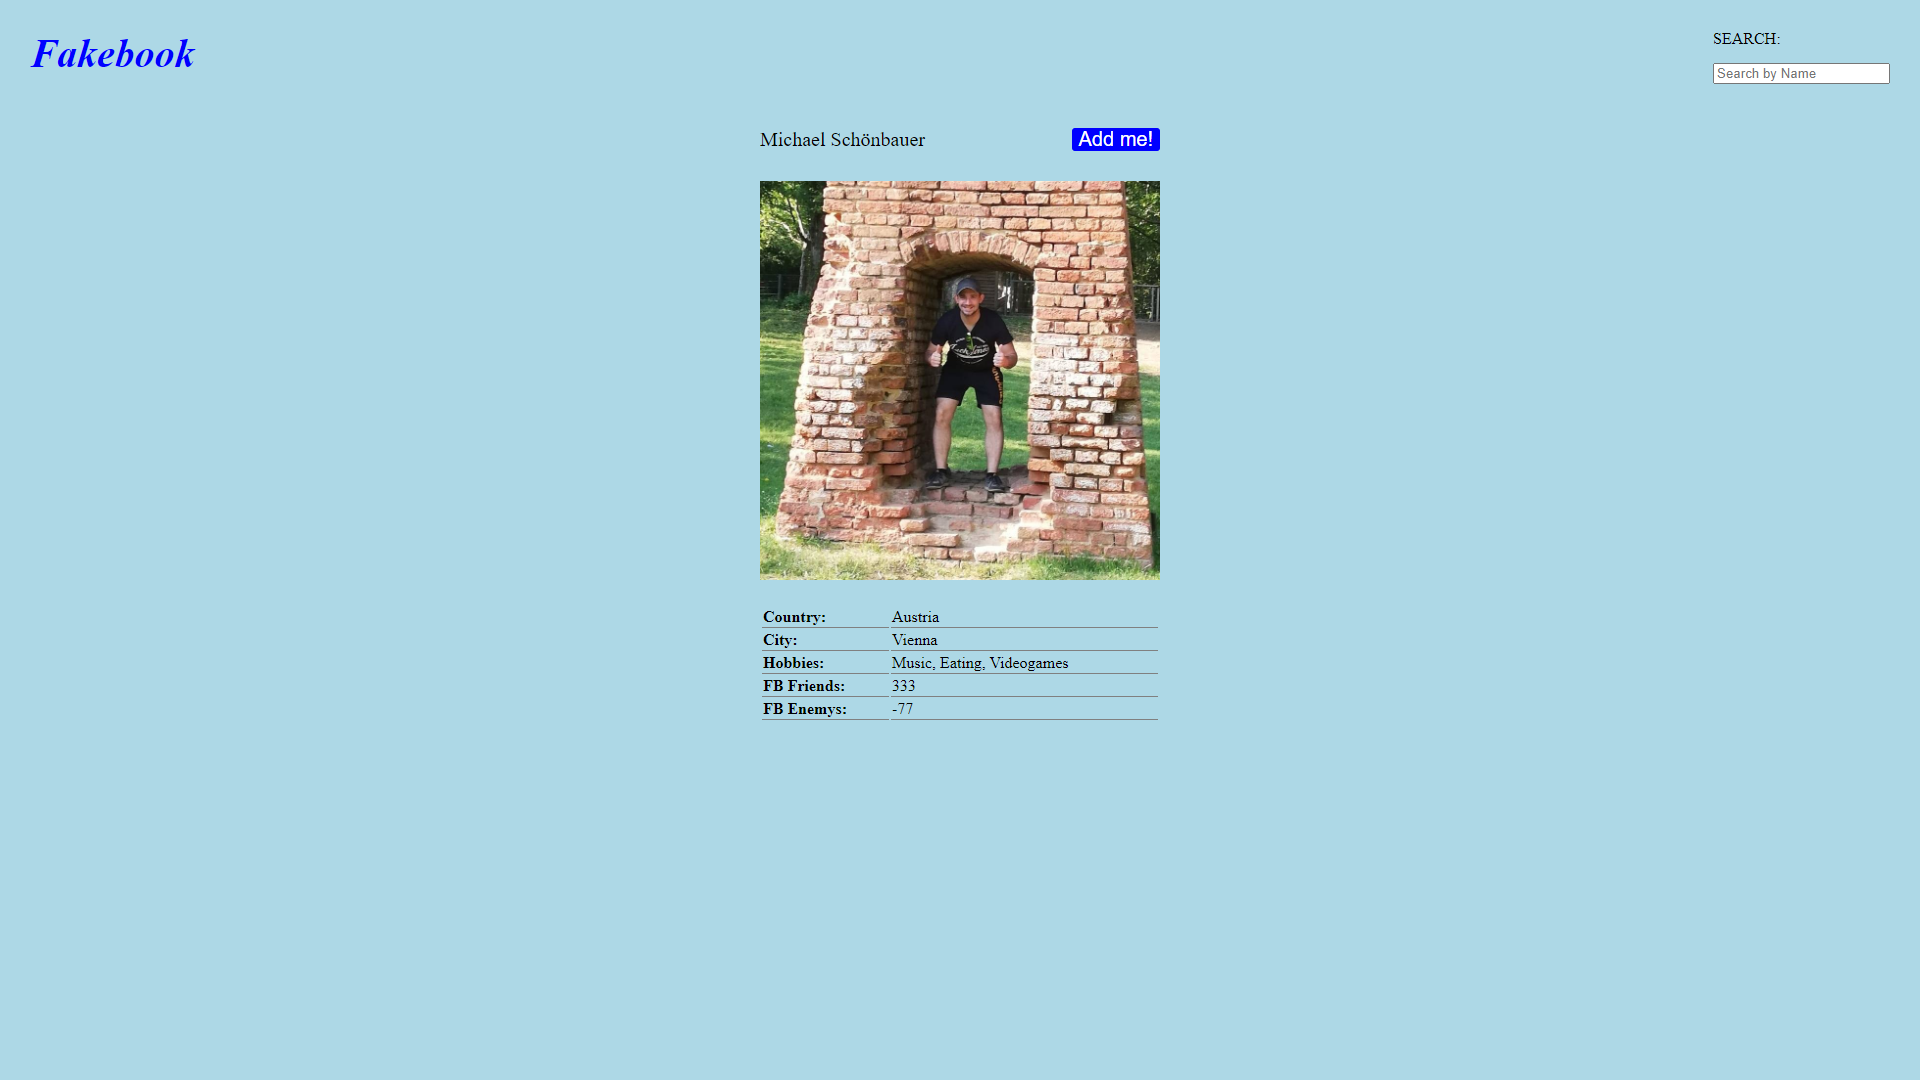 Fakebook
SEARCH:
Search by Name
Michael Schönbauer
Add me!
Country: Austria
City: Vienna
Hobbies: Music, Eating, Videogames
FB Friends: 333
FB Enemys: -77